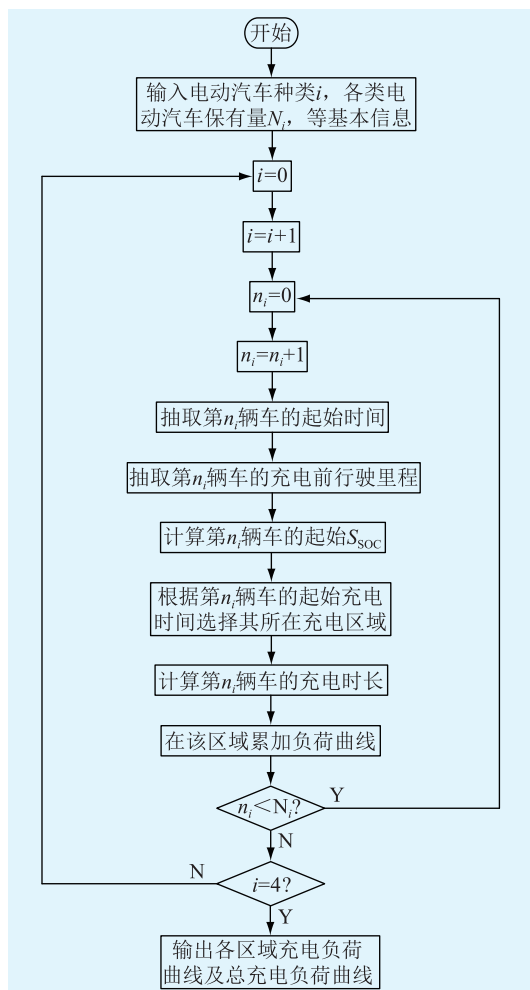 开始
输入电动汽车种类i，各类电
动汽车保有量Ni，等基本信息
i=0
i=i+1
ni=0
ni=ni+1
抽取第ni辆车的起始时间
抽取第ni辆车的充电前行驶里程
计算第ni辆车的起始SSOC
根据第ni辆车的起始充电
时间选择其所在充电区域
计算第ni辆车的充电时长
在该区域累加负荷曲线
ni＜Ni?
Y
N
i=4?
N
Y
输出各区域充电负荷
曲线及总充电负荷曲线